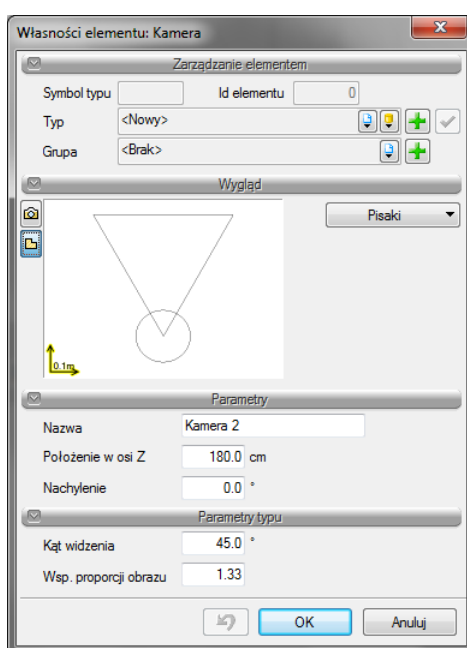 Własności elementu: Kamera
Zarządzanie elementem
Symbol typu Id elementu 0
Typ <Nowy>
Grupa <Brak>
Wygląd
Pisaki
0.1m
Parametry
Nazwa Kamera 2
Położenie w osi Z 180.0 cm
Nachylenie 0.0 °
Parametry typu
Kąt widzenia 45.0 °
Wsp. proporcji obrazu 1.33
OK Anuluj